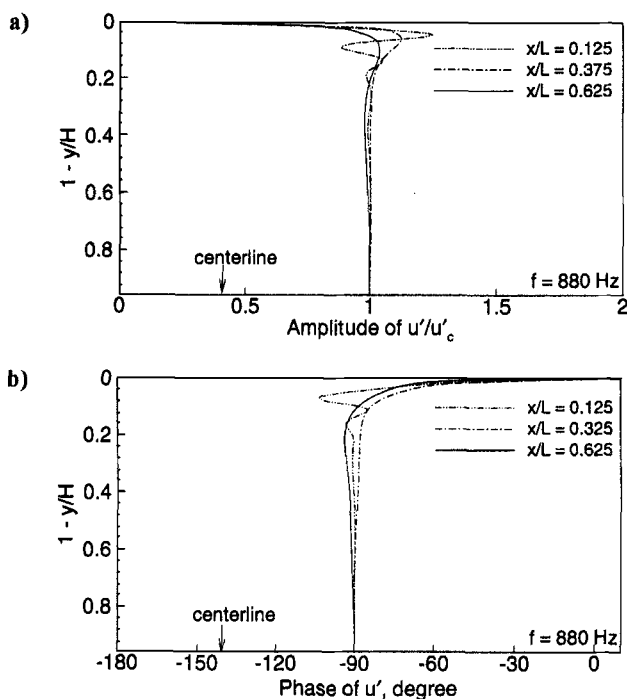 a)
0
0.2
0.4
0.6
0.8
1 - y/H
x/L = 0.125
x/L = 0.375
x/L = 0.625
centerline
f = 880 Hz
0
0.5
1
1.5
2
Amplitude of u'/u'c
b)
0
0.2
0.4
0.6
0.8
1 - y/H
x/L = 0.125
x/L = 0.325
x/L = 0.625
centerline
f = 880 Hz
-180
-150
-120
-90
-60
-30
0
Phase of u', degree